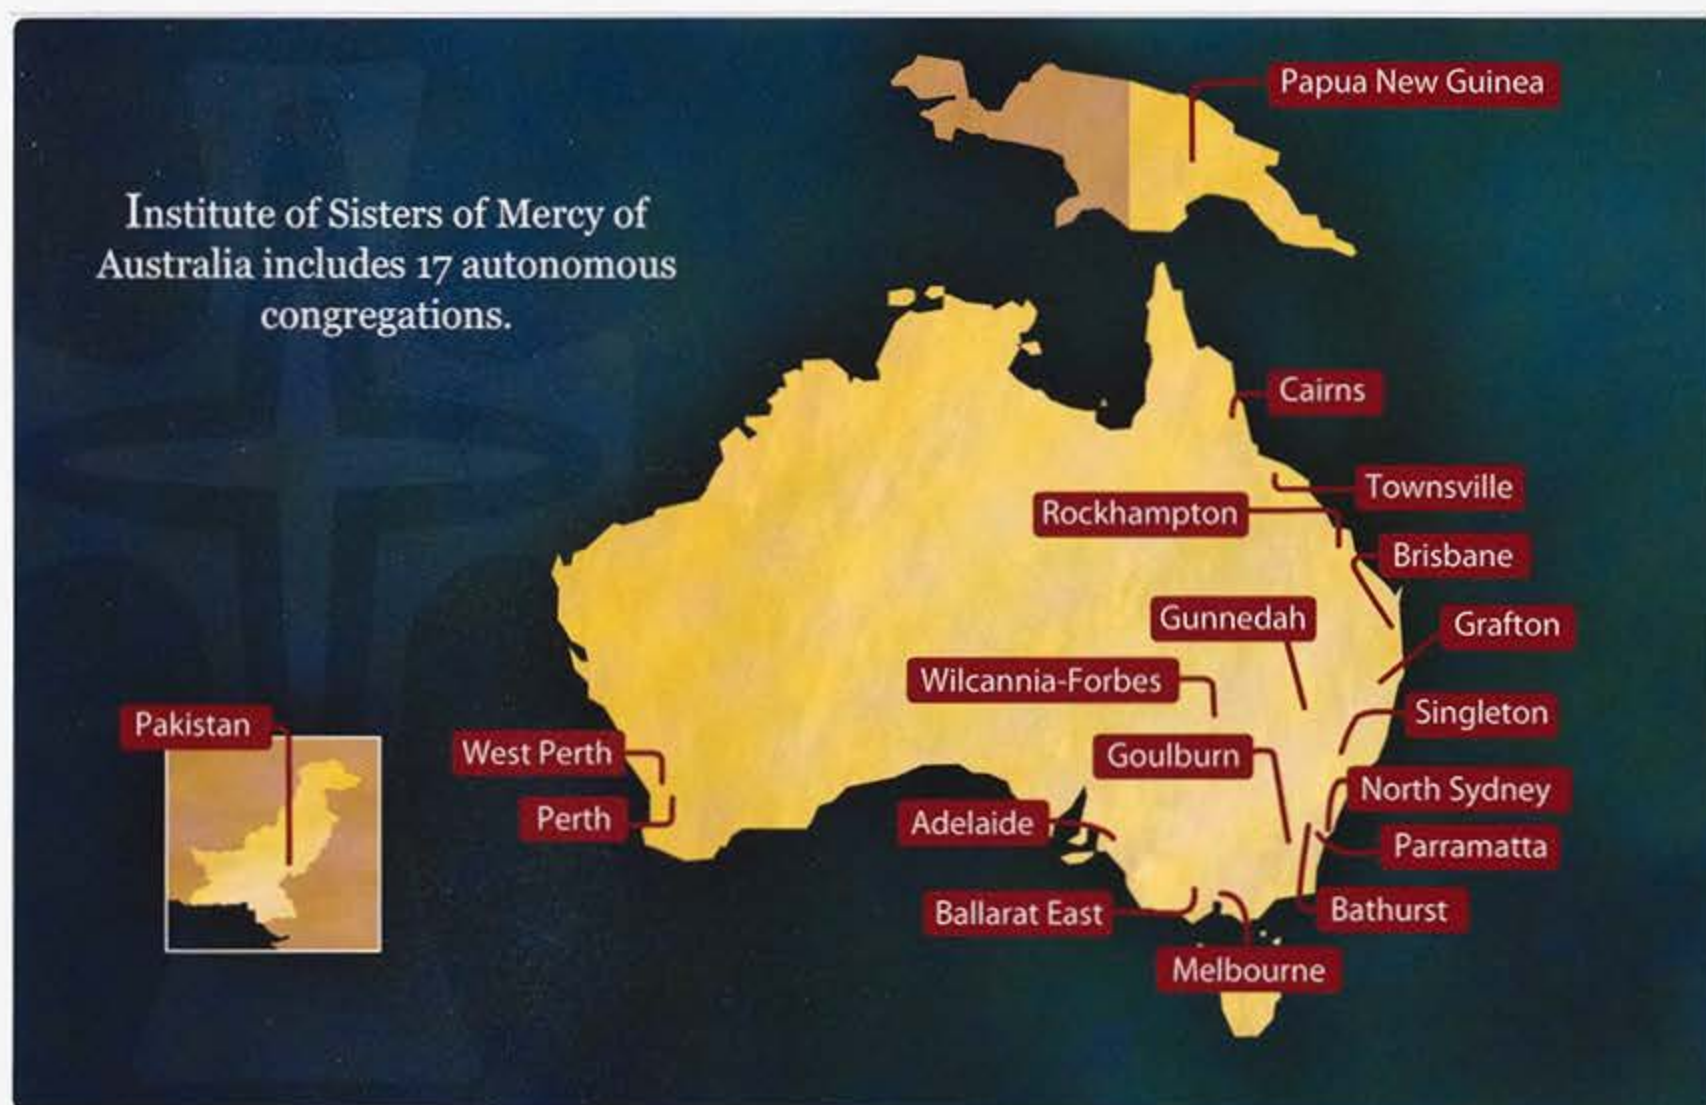 Papua New Guinea
Institute of Sisters of Mercy of
Australia includes 17 autonomous
congregations.
Cairns
Townsville
Rockhampton
Brisbane
Gunnedah
Grafton
Wilcannia-Forbes
Singleton
Pakistan
West Perth
Goulburn
North Sydney
Perth
Adelaide
Parramatta
Ballarat East
Bathurst
Melbourne